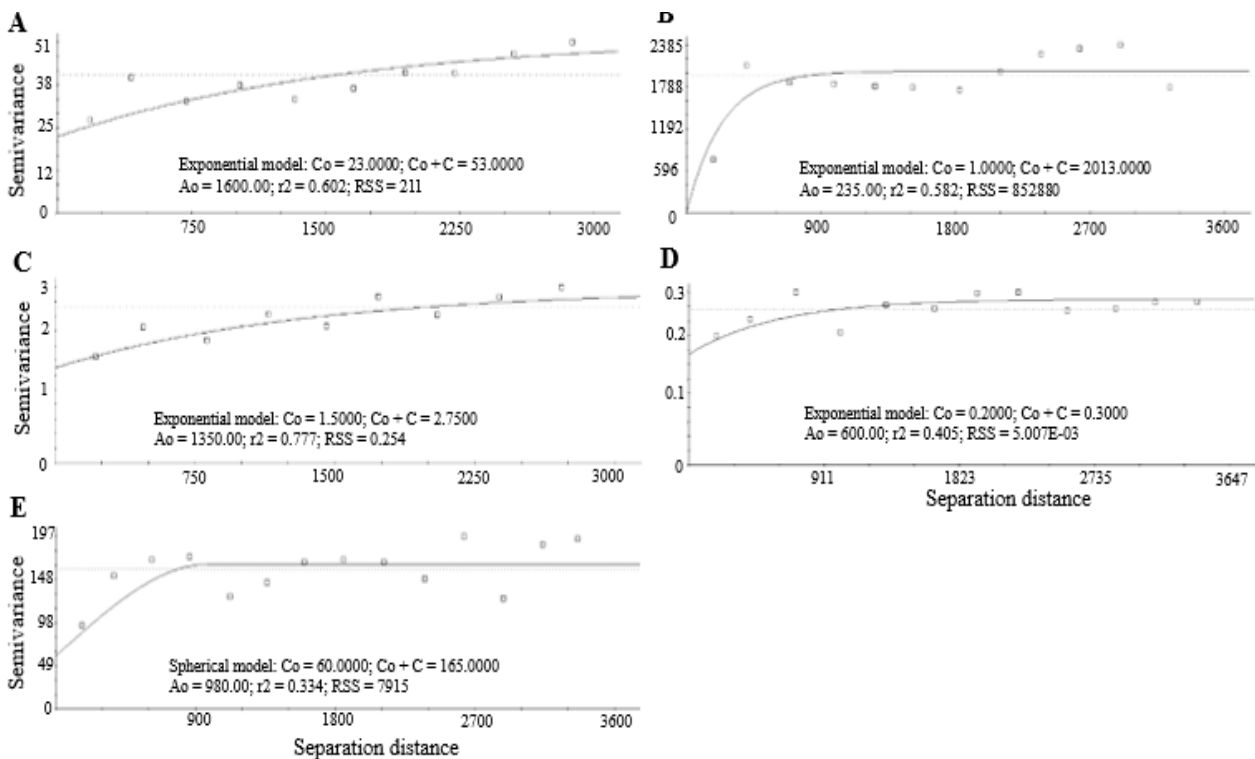 A
51
38
25
12
0
Semivariance
Exponential model: Co = 23.0000; Co + C = 53.0000
Ao = 1600.00; r2 = 0.602; RSS = 211
750 1500 2250 3000
B
2385
1788
1192
596
0
Exponential model: Co = 1.0000; Co + C = 2013.0000
Ao = 235.00; r2 = 0.582; RSS = 852880
900 1800 2700 3600
C
3
2
1
0
Semivariance
Exponential model: Co = 1.5000; Co + C = 2.7500
Ao = 1350.00; r2 = 0.777; RSS = 0.254
750 1500 2250 3000
D
0.3
0.2
0.1
0
Exponential model: Co = 0.2000; Co + C = 0.3000
Ao = 600.00; r2 = 0.405; RSS = 5.007E-03
911 1823 2735 3647
Separation distance
E
197
148
98
49
0
Semivariance
Spherical model: Co = 60.0000; Co + C = 165.0000
Ao = 980.00; r2 = 0.334; RSS = 7915
900 1800 2700 3600
Separation distance